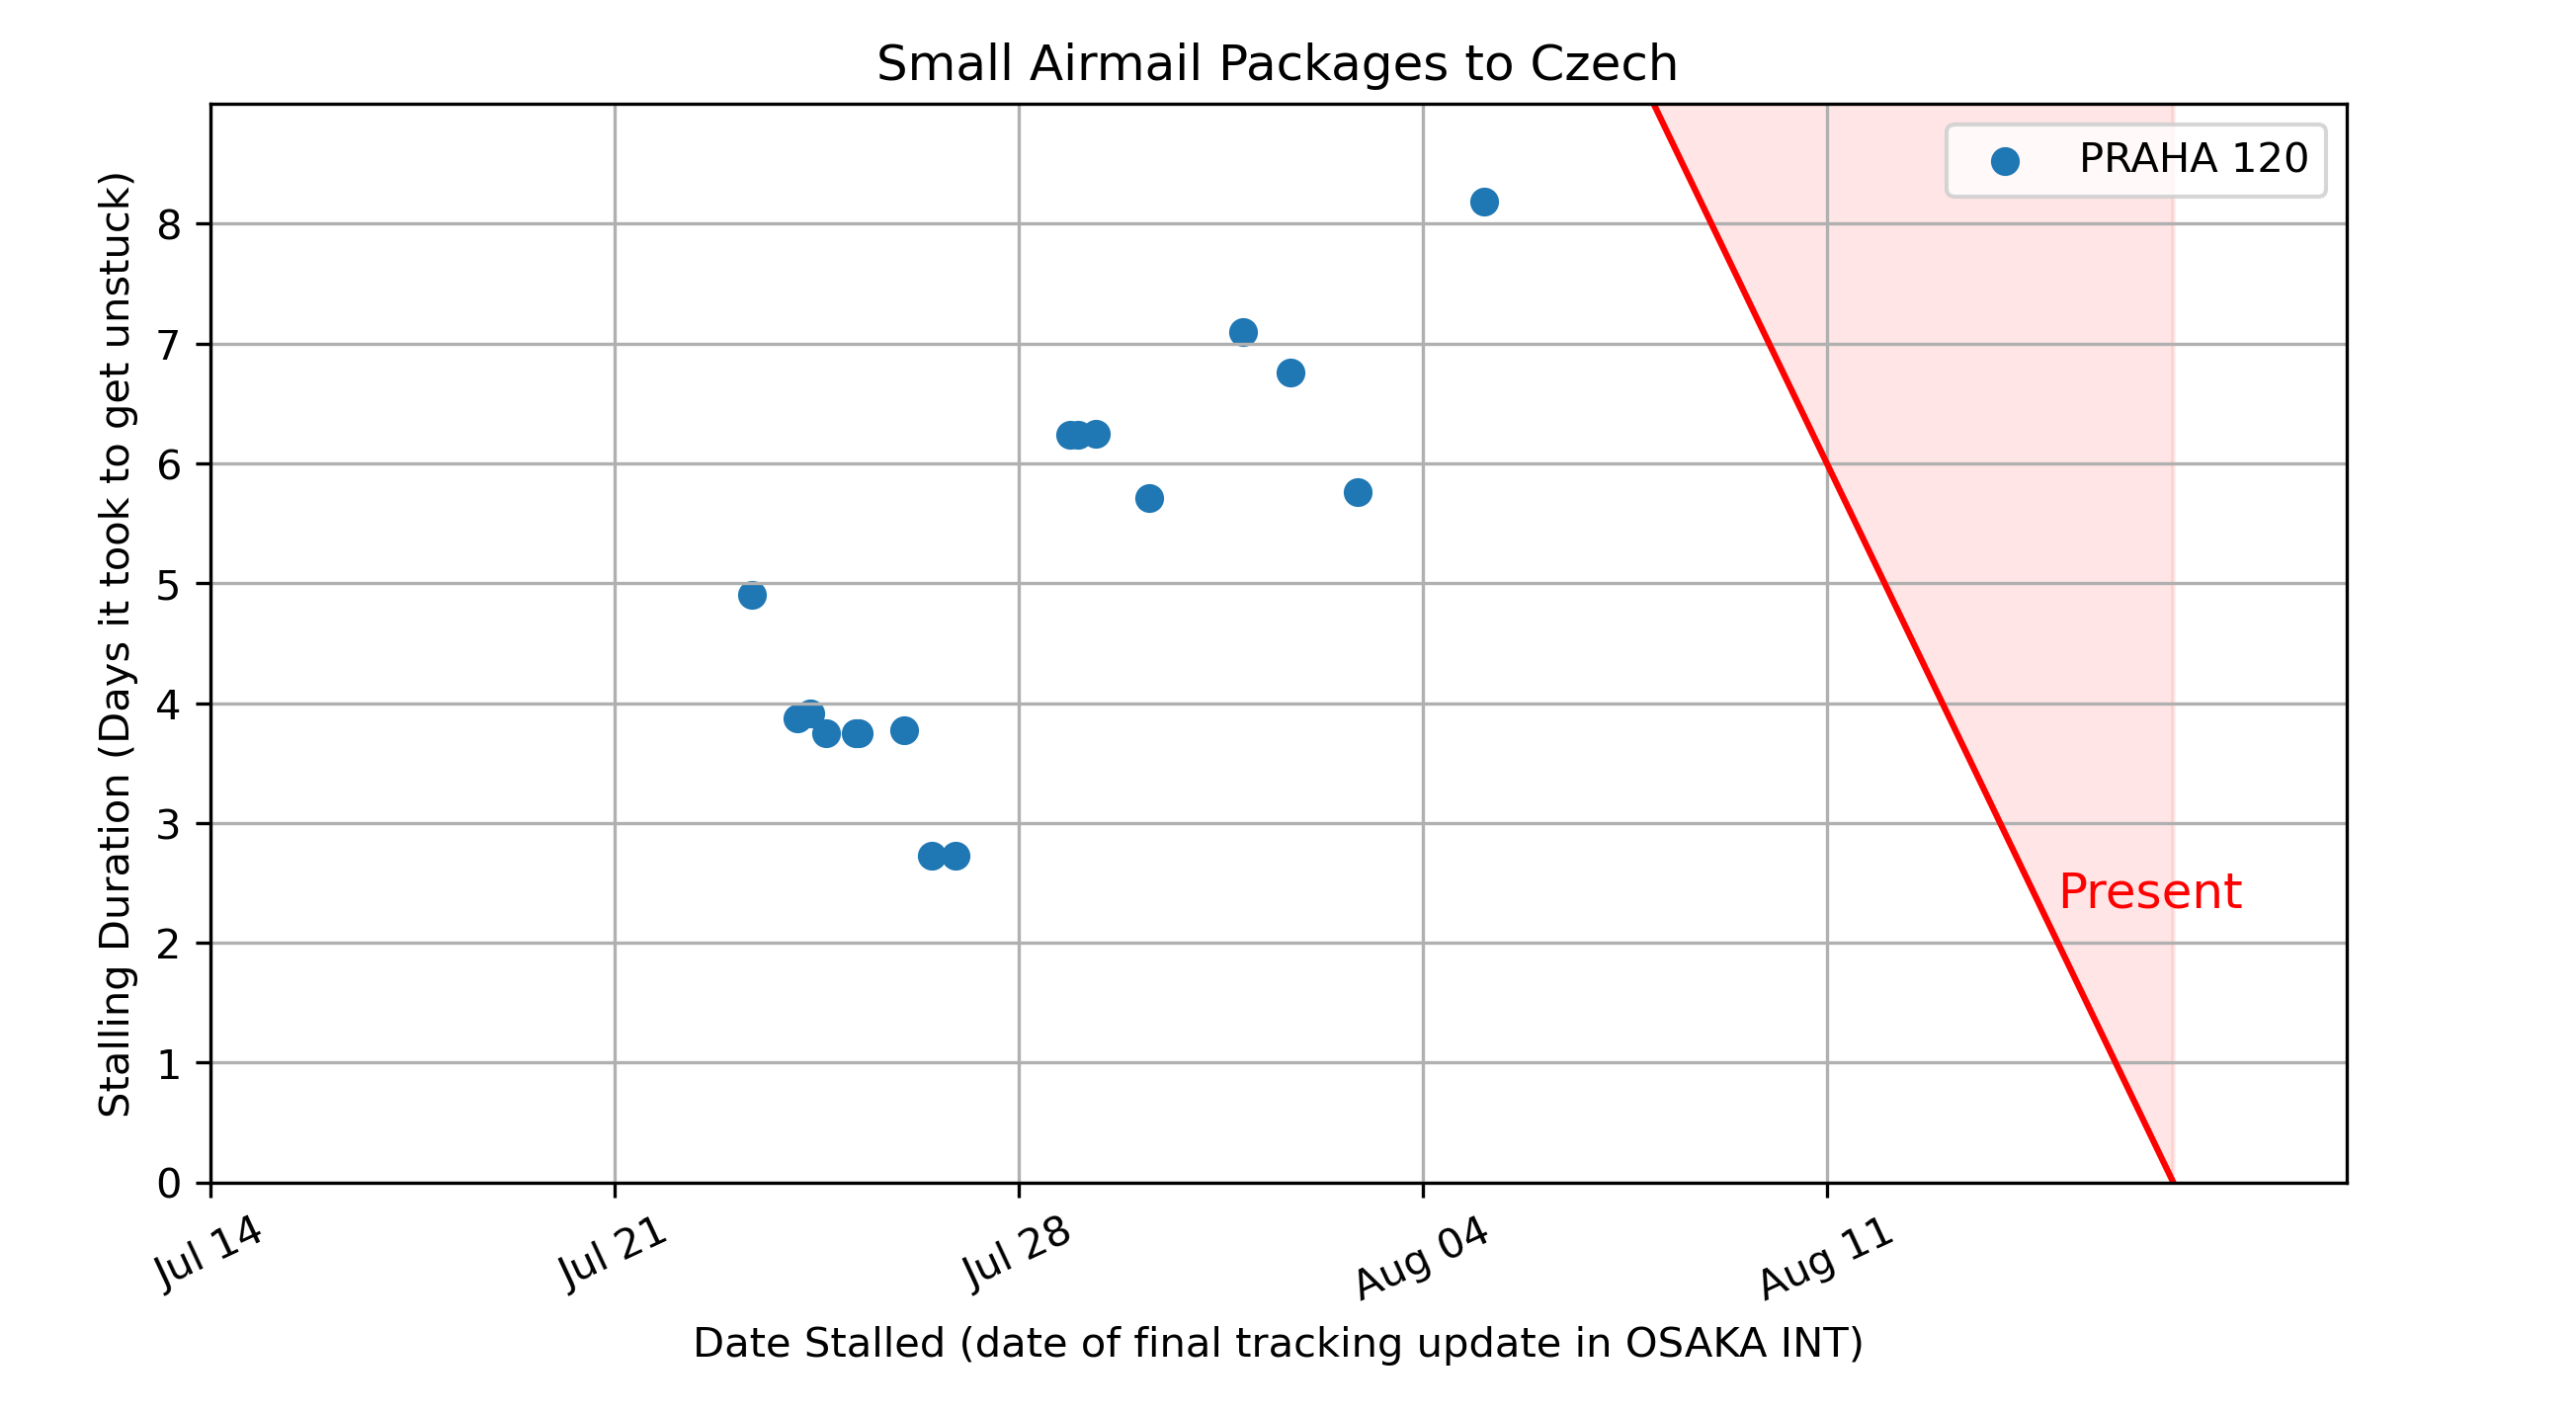 Small Airmail Packages to Czech
PRAHA 120
Stalling Duration (Days it took to get unstuck)
8
7
6
5
4
3
2
1
0
Present
Jul 14
Jul 21
Jul 28
Aug 04
Aug 11
Date Stalled (date of final tracking update in OSAKA INT)